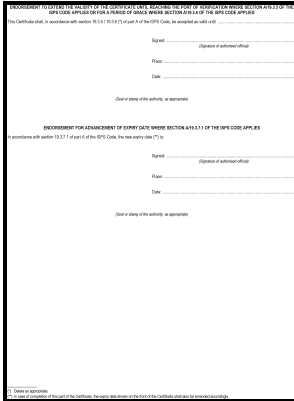 ENDORSEMENT TO EXTEND THE VALIDITY OF THE CERTIFICATE UNTIL REACHING THE PORT OF VERIFICATION WHERE SECTION A/19.3.5 OF THE
ISPS CODE APPLIES OR FOR A PERIOD OF GRACE WHERE SECTION A/19.3.6 OF THE ISPS CODE APPLIES
This Certificate shall, in accordance with section 19.3.5 / 19.3.6 (*) of part A of the ISPS Code, be accepted as valid until
Signed:
(Signature of authorised official)
Place:
Date:
(Seal or stamp of the authority, as appropriate)
ENDORSEMENT FOR ADVANCEMENT OF EXPIRY DATE WHERE SECTION A/19.3.7.1 OF THE ISPS CODE APPLIES
In accordance with section 19.3.7.1 of part A of the ISPS Code, the new expiry date (**) is:
Signed:
(Signature of authorised official)
Place:
Date:
(Seal or stamp of the authority, as appropriate)
(*) Delete as appropriate.
(**) In case of completion of this part of the Certificate, the expiry date shown on the front of the Certificate shall also be amended accordingly.